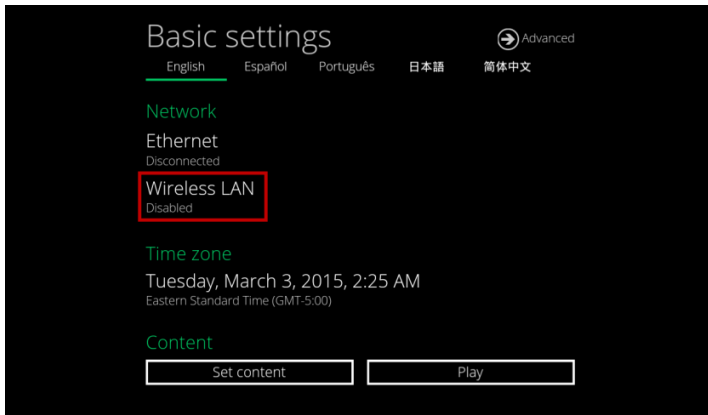 Basic settings
Advanced
English Español Português 日本語 简体中文
Network
Ethernet
Disconnected
Wireless LAN
Disabled
Time zone
Tuesday, March 3, 2015, 2:25 AM
Eastern Standard Time (GMT-5:00)
Content
Set content Play